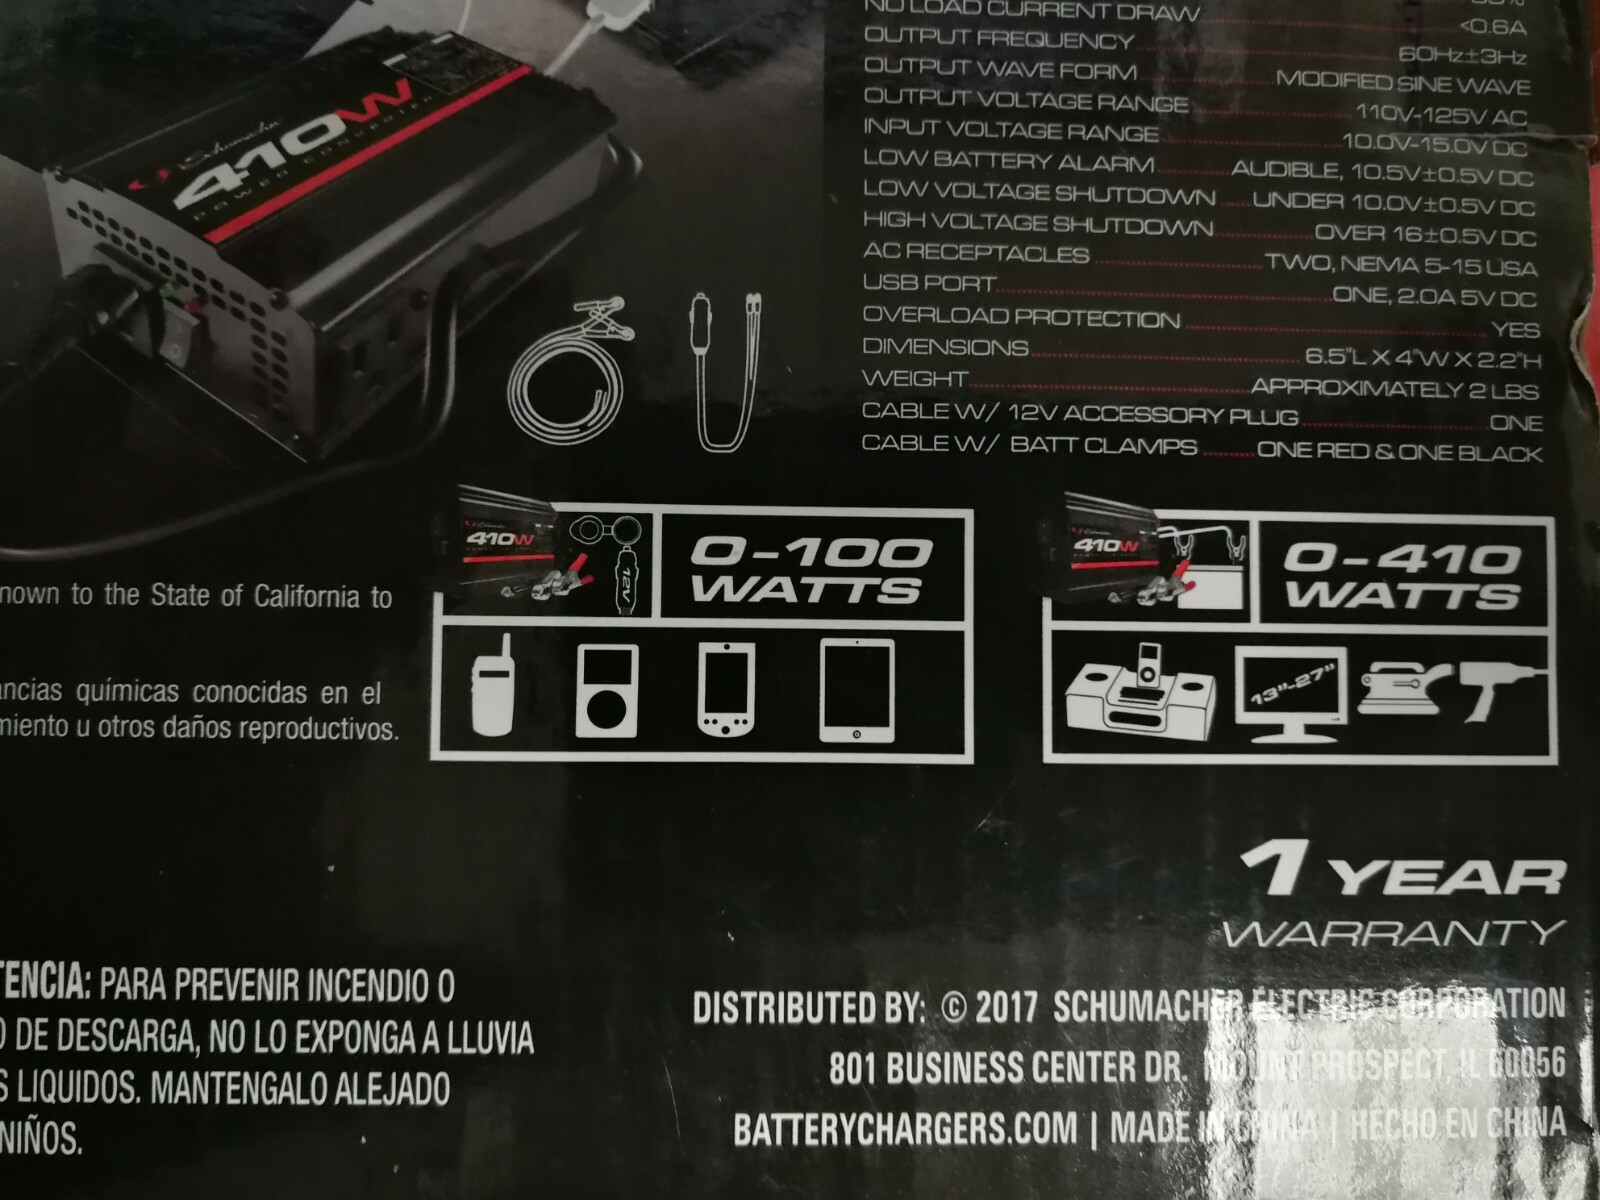 NO LOAD CURRENT DRAW <0.6A
OUTPUT FREQUENCY 60Hz±3Hz
OUTPUT WAVE FORM MODIFIED SINE WAVE
OUTPUT VOLTAGE RANGE 110V-125V AC
INPUT VOLTAGE RANGE 10.0V-15.0V DC
LOW BATTERY ALARM AUDIBLE, 10.5V±0.5V DC
LOW VOLTAGE SHUTDOWN UNDER 10.0V±0.5V DC
HIGH VOLTAGE SHUTDOWN OVER 16±0.5V DC
AC RECEPTACLES TWO, NEMA 5-15 USA
USB PORT ONE, 2.0A 5V DC
OVERLOAD PROTECTION YES
DIMENSIONS 6.5"L X 4"W X 2.2"H
WEIGHT APPROXIMATELY 2 LBS
CABLE W/ 12V ACCESSORY PLUG ONE
CABLE W/ BATT CLAMPS ONE RED & ONE BLACK
Schumacher
410W
POWER CONVERTER
410W
12V
0-100
WATTS
410W
0-410
WATTS
13"-27"
nown to the State of California to
ancias químicas conocidas en el
miento u otros daños reproductivos.
1 YEAR
WARRANTY
TENCIA: PARA PREVENIR INCENDIO O
O DE DESCARGA, NO LO EXPONGA A LLUVIA
S LIQUIDOS. MANTENGALO ALEJADO
NIÑOS.
DISTRIBUTED BY: © 2017 SCHUMACHER ELECTRIC CORPORATION
801 BUSINESS CENTER DR. MOUNT PROSPECT, IL 60056
BATTERYCHARGERS.COM | MADE IN CHINA | HECHO EN CHINA